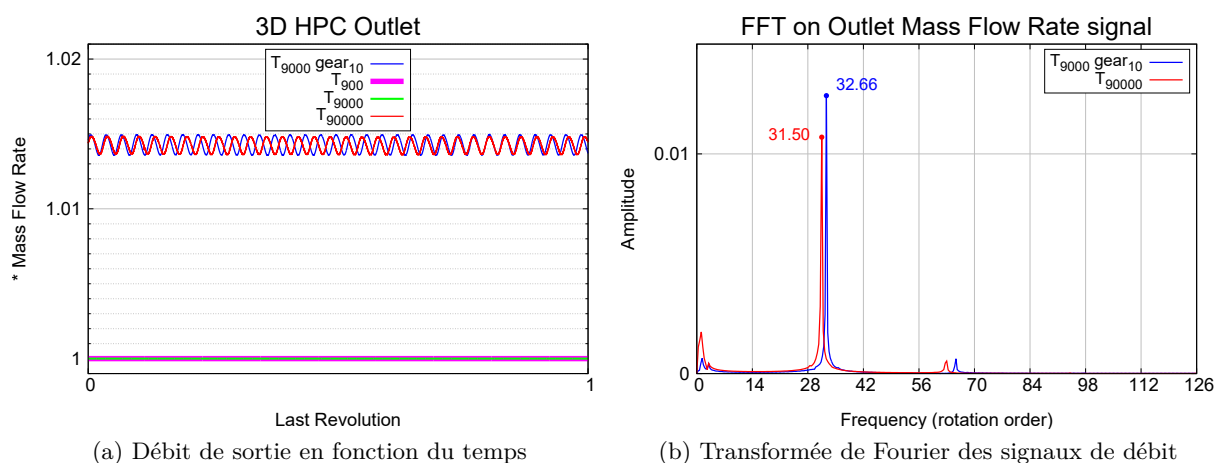 3D HPC Outlet
1.02
1.01
1
* Mass Flow Rate
T9000 gear10
T900
T9000
T90000
0 1
Last Revolution
(a) Débit de sortie en fonction du temps
FFT on Outlet Mass Flow Rate signal
T9000 gear10
T90000
32.66
31.50
0.01
0
Amplitude
0 14 28 42 56 70 84 98 112 126
Frequency (rotation order)
(b) Transformée de Fourier des signaux de débit